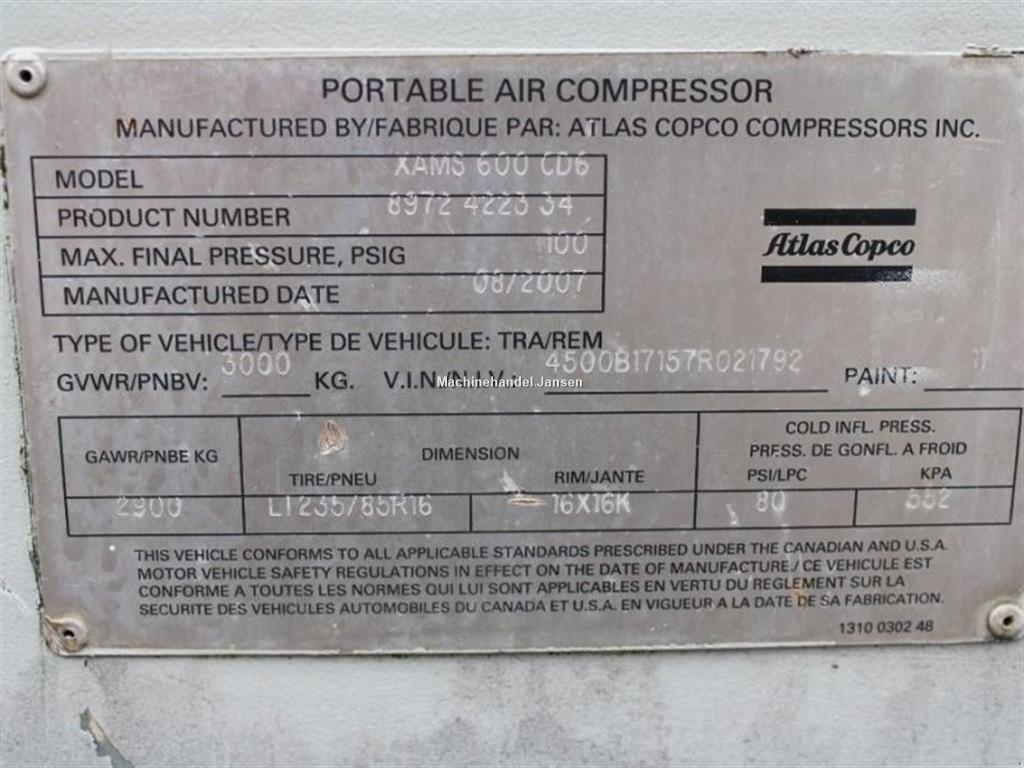 PORTABLE AIR COMPRESSOR
MANUFACTURED BY/FABRIQUE PAR: ATLAS COPCO COMPRESSORS INC.
MODEL XAMS 600 CD6
PRODUCT NUMBER 8972 4223 34
MAX. FINAL PRESSURE, PSIG 100
MANUFACTURED DATE 08/2007
Atlas Copco
TYPE OF VEHICLE/TYPE DE VEHICULE: TRA/REM
GVWR/PNBV: 3000 KG. V.I.N./N.I.V.: 4500B17157R021792 PAINT: 11
Machinehandel Jansen
COLD INFL. PRESS.
GAWR/PNBE KG DIMENSION PRESS. DE GONFL. A FROID
TIRE/PNEU RIM/JANTE PSI/LPC KPA
2900 LT235/85R16 16X16K 80 552
THIS VEHICLE CONFORMS TO ALL APPLICABLE STANDARDS PRESCRIBED UNDER THE CANADIAN AND U.S.A.
MOTOR VEHICLE SAFETY REGULATIONS IN EFFECT ON THE DATE OF MANUFACTURE./ CE VEHICULE EST
CONFORME A TOUTES LES NORMES QUI LUI SONT APPLICABLES EN VERTU DU REGLEMENT SUR LA
SECURITE DES VEHICULES AUTOMOBILES DU CANADA ET U.S.A. EN VIGUEUR A LA DATE DE SA FABRICATION.
1310 0302 48